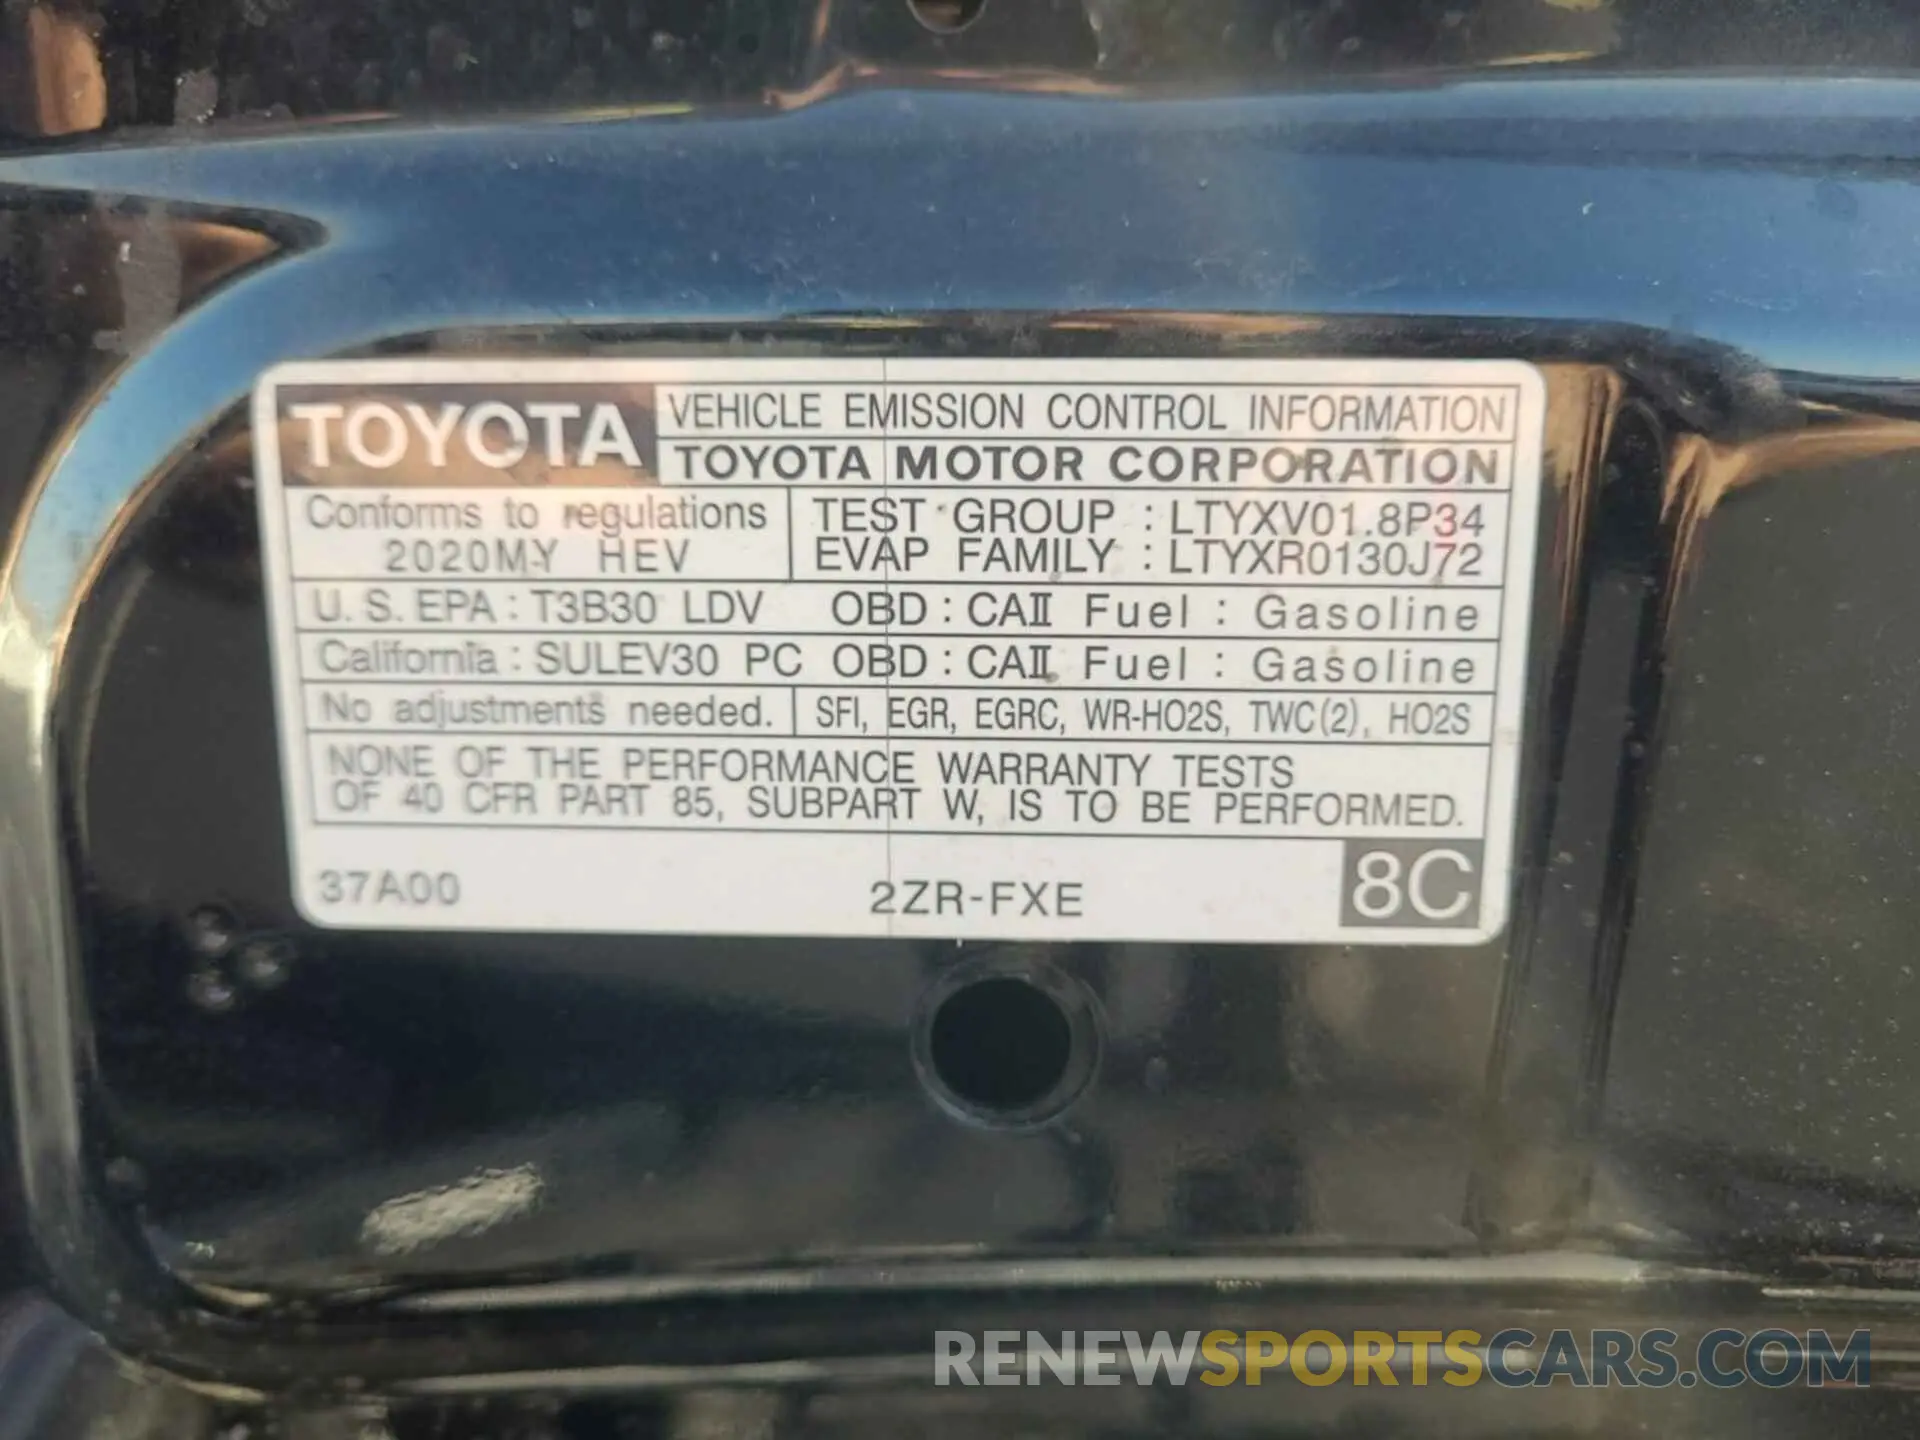 TOYOTA VEHICLE EMISSION CONTROL INFORMATION
TOYOTA MOTOR CORPORATION
Conforms to regulations
2020MY HEV
TEST GROUP : LTYXV01.8P34
EVAP FAMILY : LTYXR0130J72
U.S.EPA : T3B30 LDV OBD : CAII Fuel : Gasoline
California : SULEV30 PC OBD : CAII Fuel : Gasoline
No adjustments needed. SFI, EGR, EGRC, WR-HO2S, TWC(2), HO2S
NONE OF THE PERFORMANCE WARRANTY TESTS
OF 40 CFR PART 85, SUBPART W, IS TO BE PERFORMED.
37A00 2ZR-FXE 8C
RENEWSPORTSCARS.COM